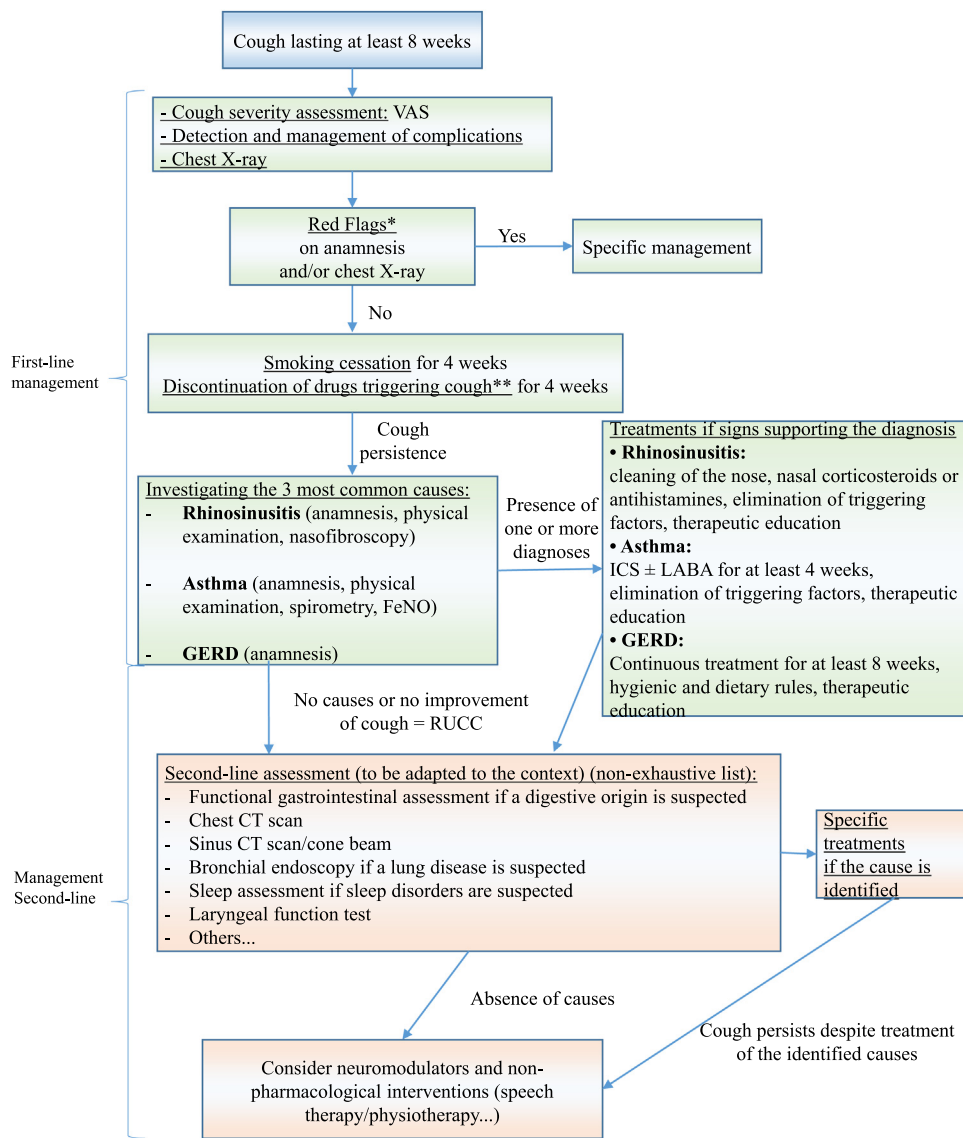 Cough lasting at least 8 weeks
- Cough severity assessment: VAS
- Detection and management of complications
- Chest X-ray
Red Flags*
on anamnesis
and/or chest X-ray
Yes
Specific management
No
First-line
management
Smoking cessation for 4 weeks
Discontinuation of drugs triggering cough** for 4 weeks
Cough
persistence
Investigating the 3 most common causes:
- Rhinosinusitis (anamnesis, physical
examination, nasofibroscopy)
- Asthma (anamnesis, physical
examination, spirometry, FeNO)
- GERD (anamnesis)
Presence of
one or more
diagnoses
Treatments if signs supporting the diagnosis
• Rhinosinusitis:
cleaning of the nose, nasal corticosteroids or
antihistamines, elimination of triggering
factors, therapeutic education
• Asthma:
ICS ± LABA for at least 4 weeks,
elimination of triggering factors, therapeutic
education
• GERD:
Continuous treatment for at least 8 weeks,
hygienic and dietary rules, therapeutic
education
No causes or no improvement
of cough = RUCC
Management
Second-line
Second-line assessment (to be adapted to the context) (non-exhaustive list):
- Functional gastrointestinal assessment if a digestive origin is suspected
- Chest CT scan
- Sinus CT scan/cone beam
- Bronchial endoscopy if a lung disease is suspected
- Sleep assessment if sleep disorders are suspected
- Laryngeal function test
- Others...
Specific
treatments
if the cause is
identified
Absence of causes
Cough persists despite treatment
of the identified causes
Consider neuromodulators and non-
pharmacological interventions (speech
therapy/physiotherapy...)